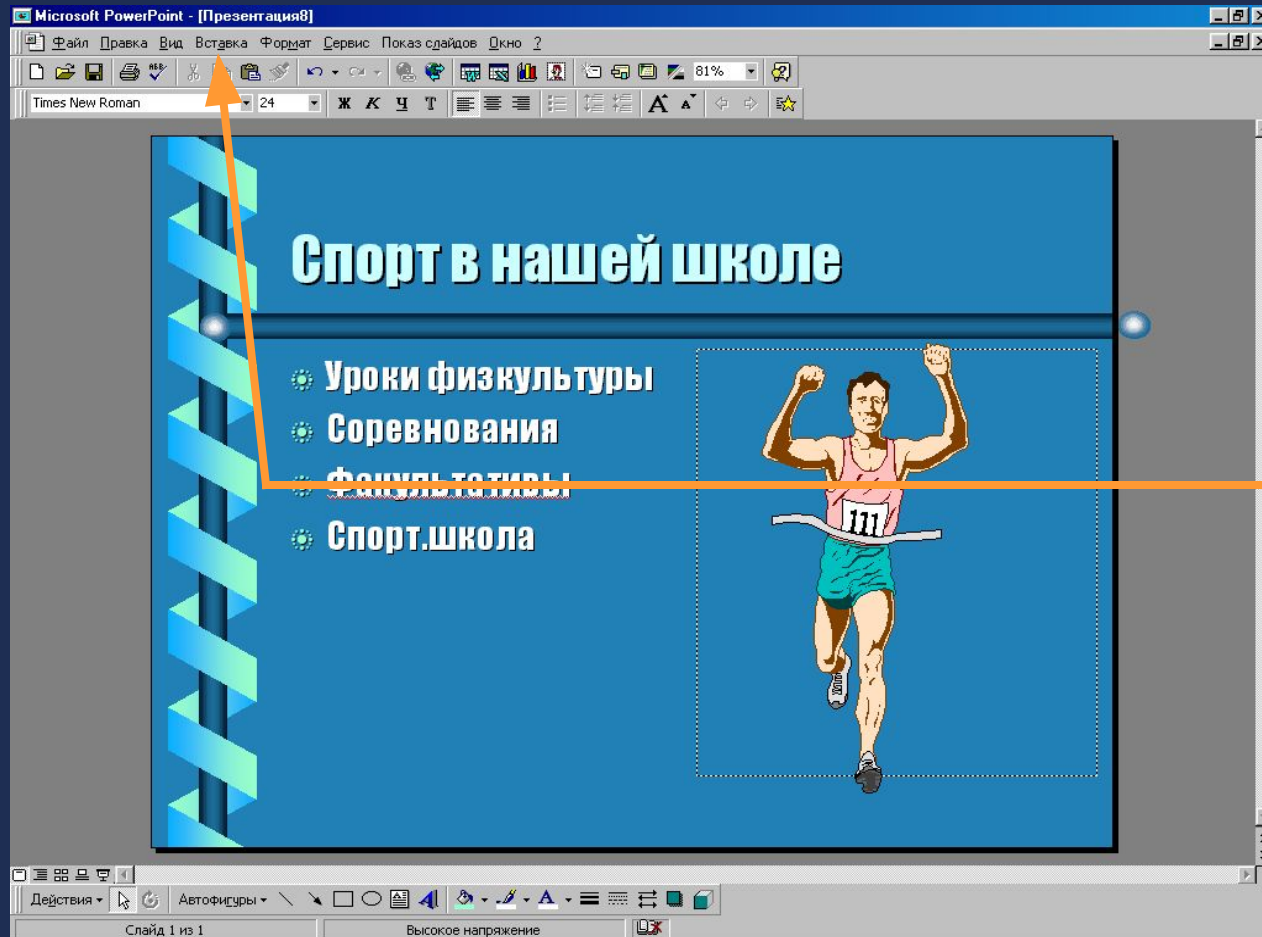 Microsoft PowerPoint - [Презентация8]
Файл Правка Вид Вставка Формат Сервис Показ слайдов Окно ?
81%
Times New Roman 24 Ж К Ч Т
Спорт в нашей школе
Уроки физкультуры
Соревнования
Факультативы
Спорт.школа
111
Действия Автофигуры
Слайд 1 из 1 Высокое напряжение